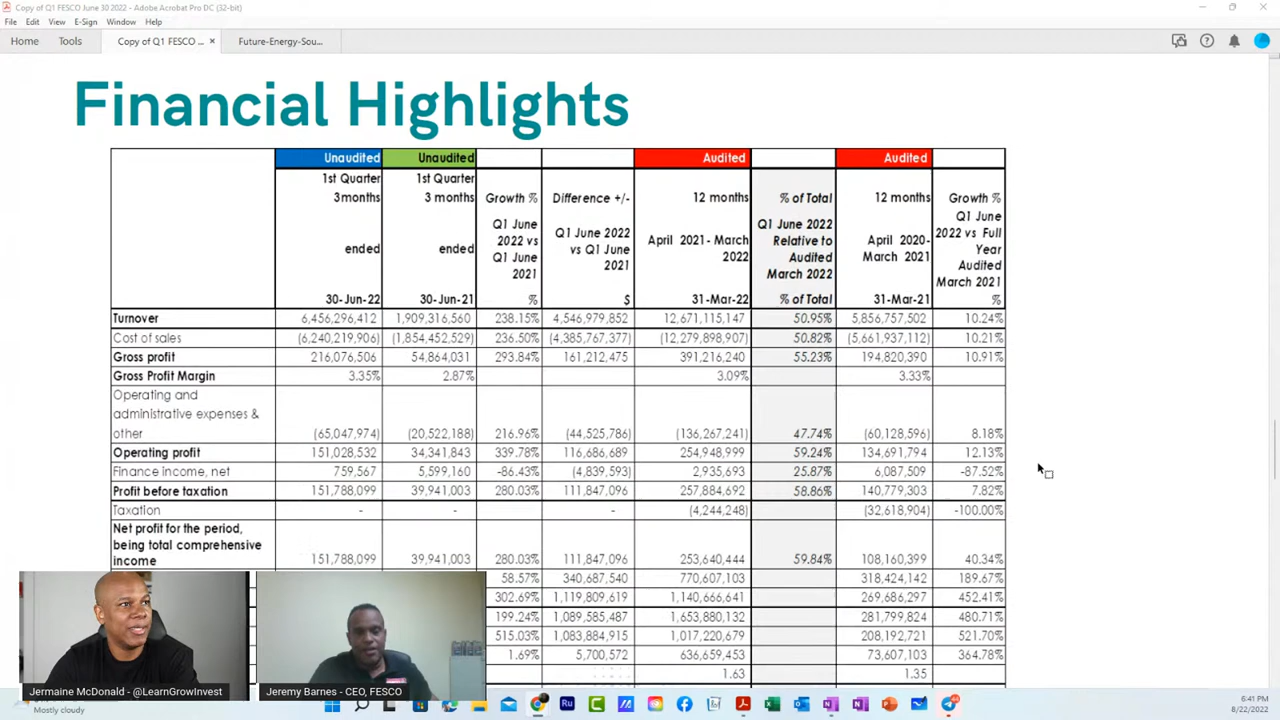 Copy of Q1 FESCO June 30 2022 - Adobe Acrobat Pro DC (32-bit)
File Edit View E-Sign Window Help
Home Tools Copy of Q1 FESCO ... × Future-Energy-Sou...
Financial Highlights
Unaudited Unaudited Audited Audited
1st Quarter 1st Quarter
3months 3 months Growth % Difference +/- 12 months % of Total 12 months Growth %
ended ended Q1 June 2022 vs Q1 June 2021 Q1 June 2022 vs Q1 June 2021 April 2021- March 2022 Q1 June 2022 Relative to Audited March 2022 April 2020- March 2021 Q1 June 2022 vs Full Year Audited March 2021
30-Jun-22 30-Jun-21 % $ 31-Mar-22 % of Total 31-Mar-21 %
Turnover 6,456,296,412 1,909,316,560 238.15% 4,546,979,852 12,671,115,147 50.95% 5,856,757,502 10.24%
Cost of sales (6,240,219,906) (1,854,452,529) 236.50% (4,385,767,377) (12,279,898,907) 50.82% (5,661,937,112) 10.21%
Gross profit 216,076,506 54,864,031 293.84% 161,212,475 391,216,240 55.23% 194,820,390 10.91%
Gross Profit Margin 3.35% 2.87% 3.09% 3.33%
Operating and
administrative expenses &
other (65,047,974) (20,522,188) 216.96% (44,525,786) (136,267,241) 47.74% (60,128,596) 8.18%
Operating profit 151,028,532 34,341,843 339.78% 116,686,689 254,948,999 59.24% 134,691,794 12.13%
Finance income, net 759,567 5,599,160 -86.43% (4,839,593) 2,935,693 25.87% 6,087,509 -87.52%
Profit before taxation 151,788,099 39,941,003 280.03% 111,847,096 257,884,692 58.86% 140,779,303 7.82%
Taxation - - - (4,244,248) (32,618,904) -100.00%
Net profit for the period,
being total comprehensive
income 151,788,099 39,941,003 280.03% 111,847,096 253,640,444 59.84% 108,160,399 40.34%
58.57% 340,687,540 770,607,103 318,424,142 189.67%
302.69% 1,119,809,619 1,140,666,641 269,686,297 452.41%
199.24% 1,089,585,487 1,653,880,132 281,799,824 480.71%
515.03% 1,083,884,915 1,017,220,679 208,192,721 521.70%
1.69% 5,700,572 636,659,453 73,607,103 364.78%
1.63 1.35
Jermaine McDonald - @LearnGrowInvest Jeremy Barnes - CEO, FESCO
Mostly cloudy
6:41 PM
8/22/2022